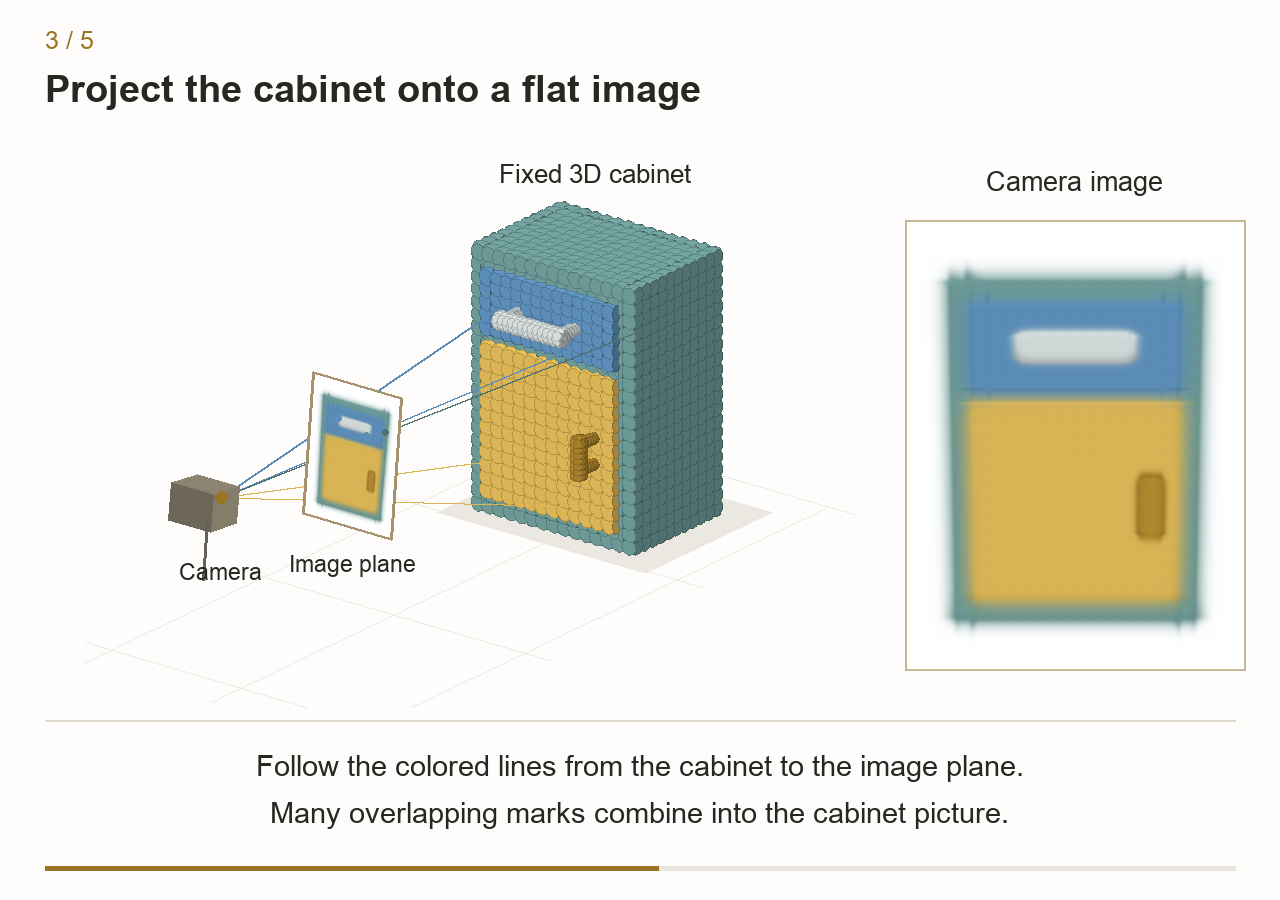 3 / 5
Project the cabinet onto a flat image
Fixed 3D cabinet
Camera image
Camera
Image plane
Follow the colored lines from the cabinet to the image plane.
Many overlapping marks combine into the cabinet picture.